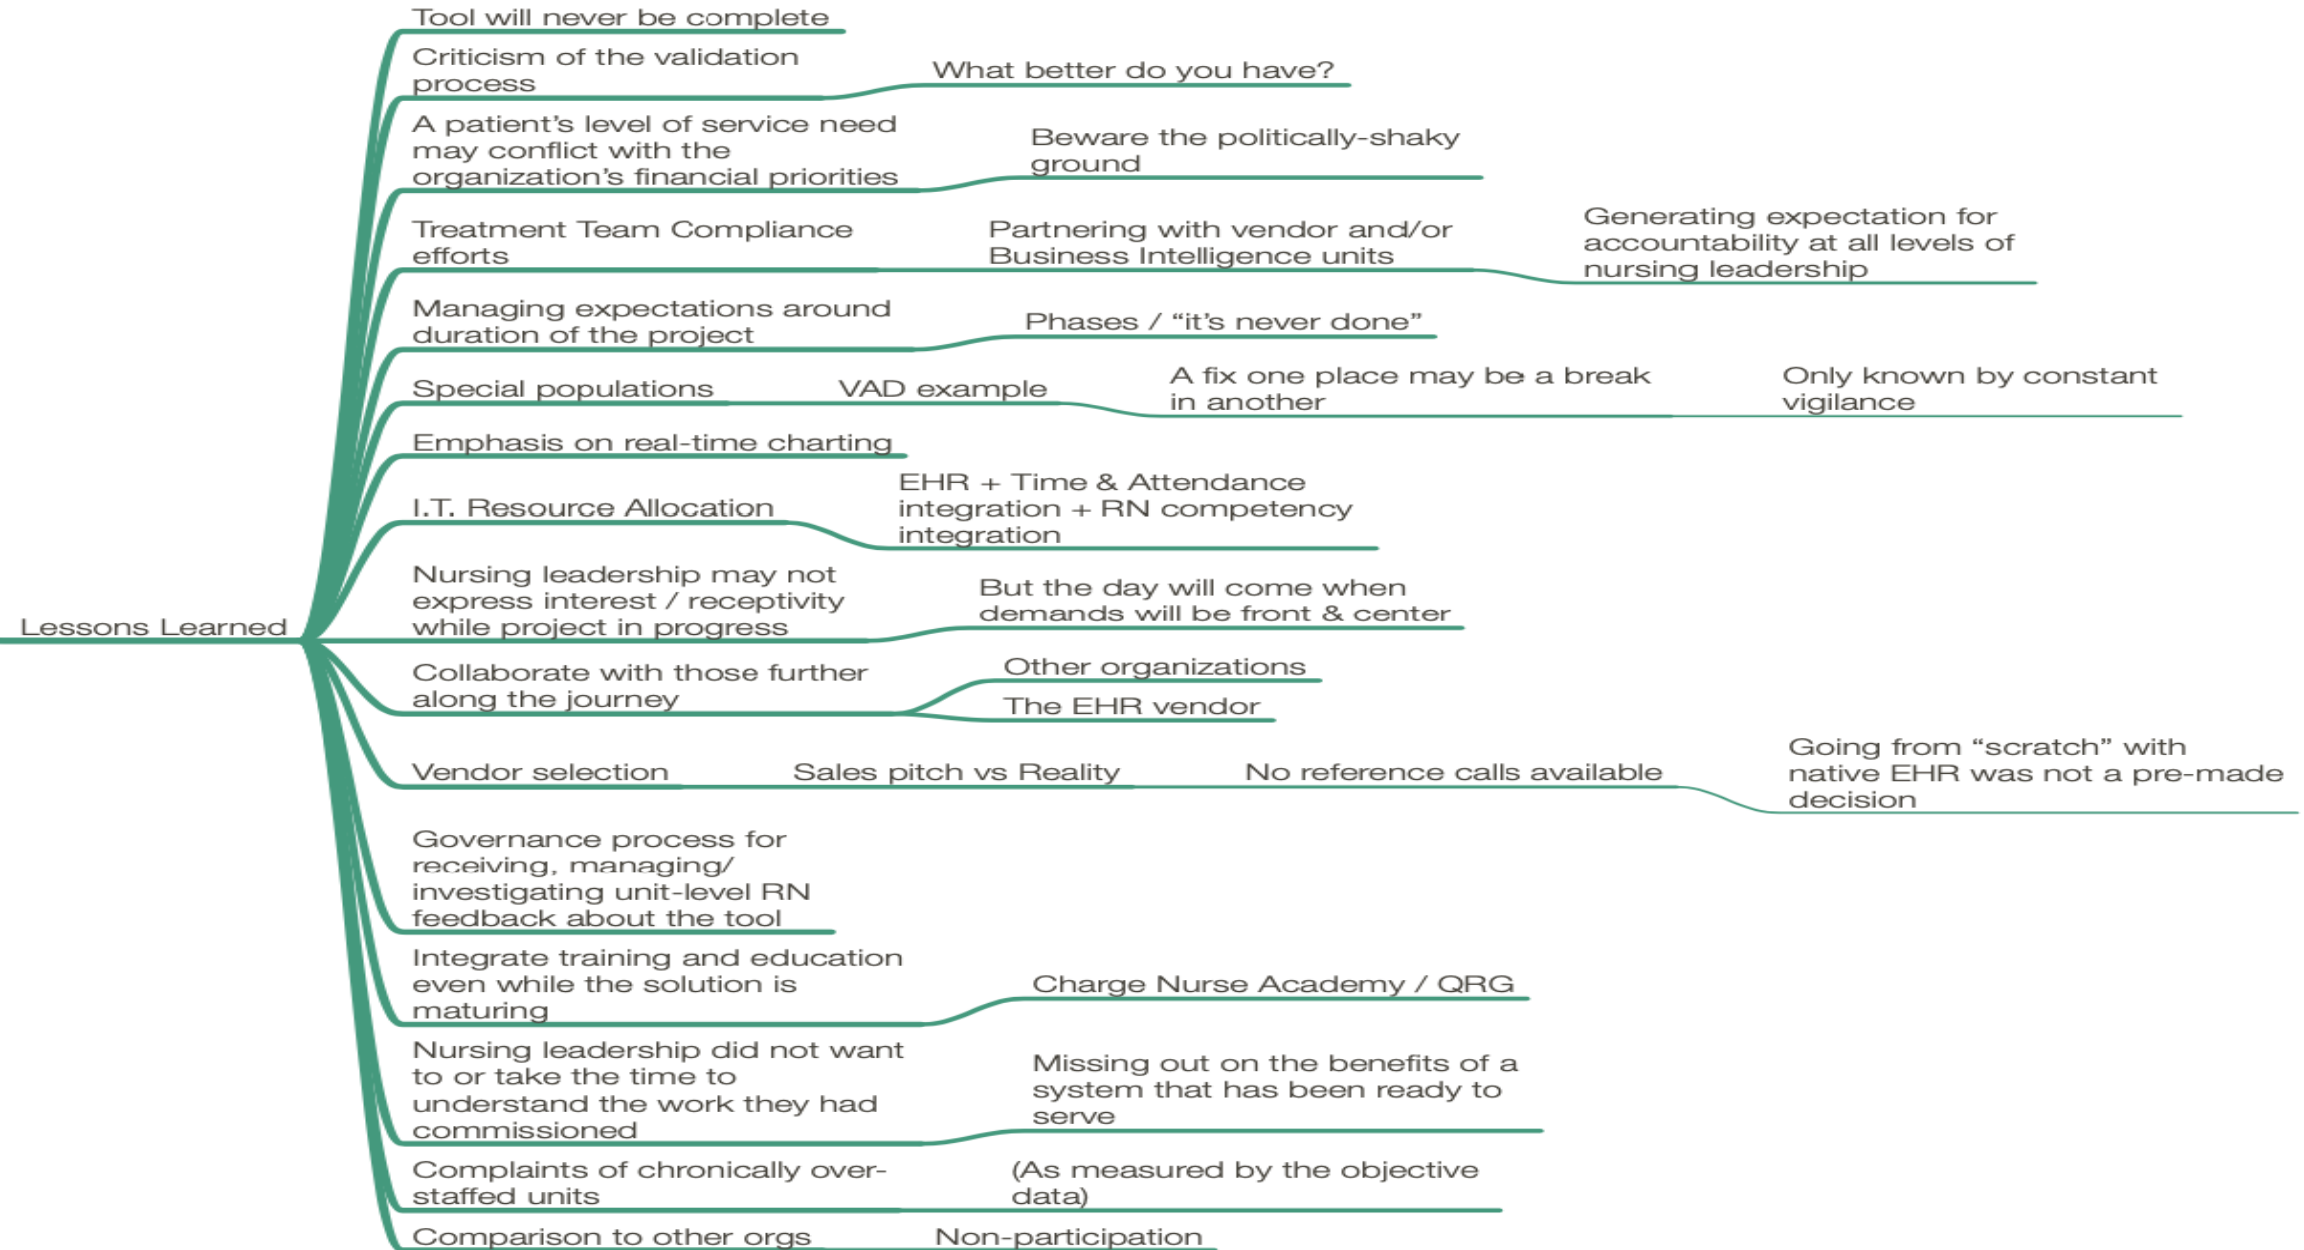 Tool will never be complete
Criticism of the validation
process
What better do you have?
A patient’s level of service need
may conflict with the
organization’s financial priorities
Beware the politically-shaky
ground
Treatment Team Compliance
efforts
Partnering with vendor and/or
Business Intelligence units
Generating expectation for
accountability at all levels of
nursing leadership
Managing expectations around
duration of the project
Phases / “it’s never done”
Special populations
VAD example
A fix one place may be a break
in another
Only known by constant
vigilance
Emphasis on real-time charting
I.T. Resource Allocation
EHR + Time & Attendance
integration + RN competency
integration
Lessons Learned
Nursing leadership may not
express interest / receptivity
while project in progress
But the day will come when
demands will be front & center
Collaborate with those further
along the journey
Other organizations
The EHR vendor
Vendor selection
Sales pitch vs Reality
No reference calls available
Going from “scratch” with
native EHR was not a pre-made
decision
Governance process for
receiving, managing/
investigating unit-level RN
feedback about the tool
Integrate training and education
even while the solution is
maturing
Charge Nurse Academy / QRG
Nursing leadership did not want
to or take the time to
understand the work they had
commissioned
Missing out on the benefits of a
system that has been ready to
serve
Complaints of chronically over-
staffed units
(As measured by the objective
data)
Comparison to other orgs
Non-participation